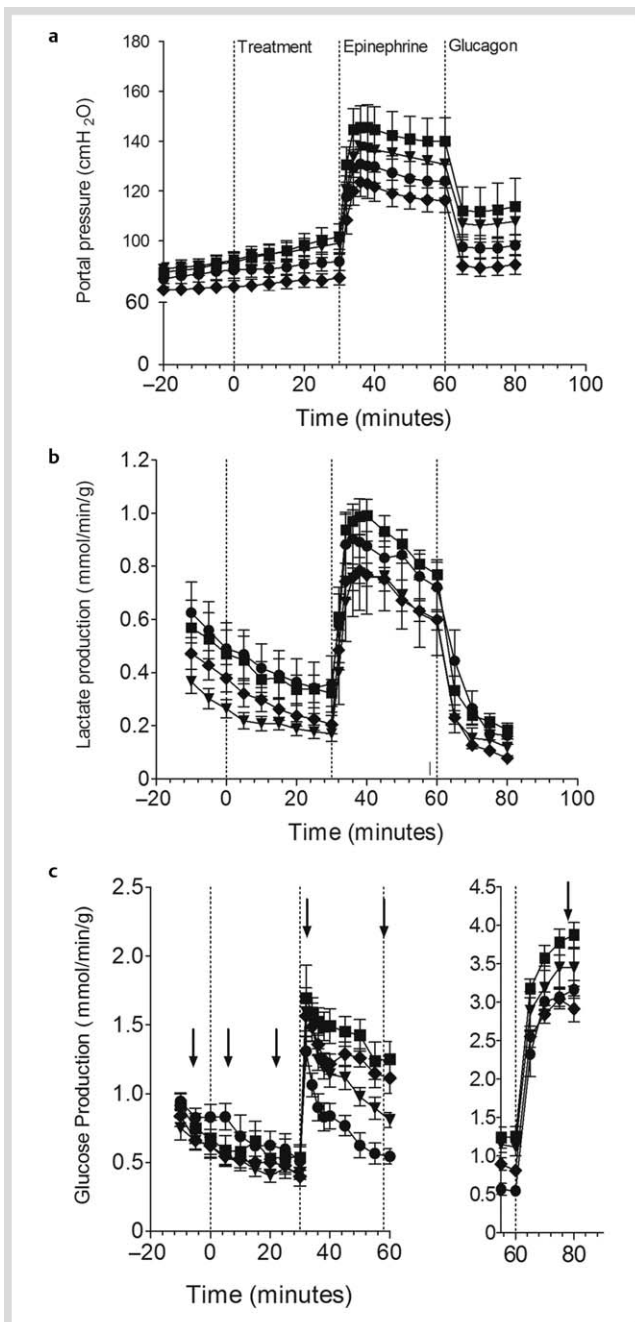 a
Treatment Epinephrine Glucagon
Portal pressure (cmH2O)
180
160
140
120
100
60
0
–20 0 20 40 60 80 100
Time (minutes)
b
Lactate production (mmol/min/g)
1.2
1.0
0.8
0.6
0.4
0.2
0
–20 0 20 40 60 80 100
Time (minutes)
c
Glucose Production (mmol/min/g)
2.5
2.0
1.5
1.0
0.5
0
–20 0 20 40 60
Time (minutes)
4.5
4.0
3.5
3.0
2.5
2.0
1.5
1.0
0.5
0
60 80